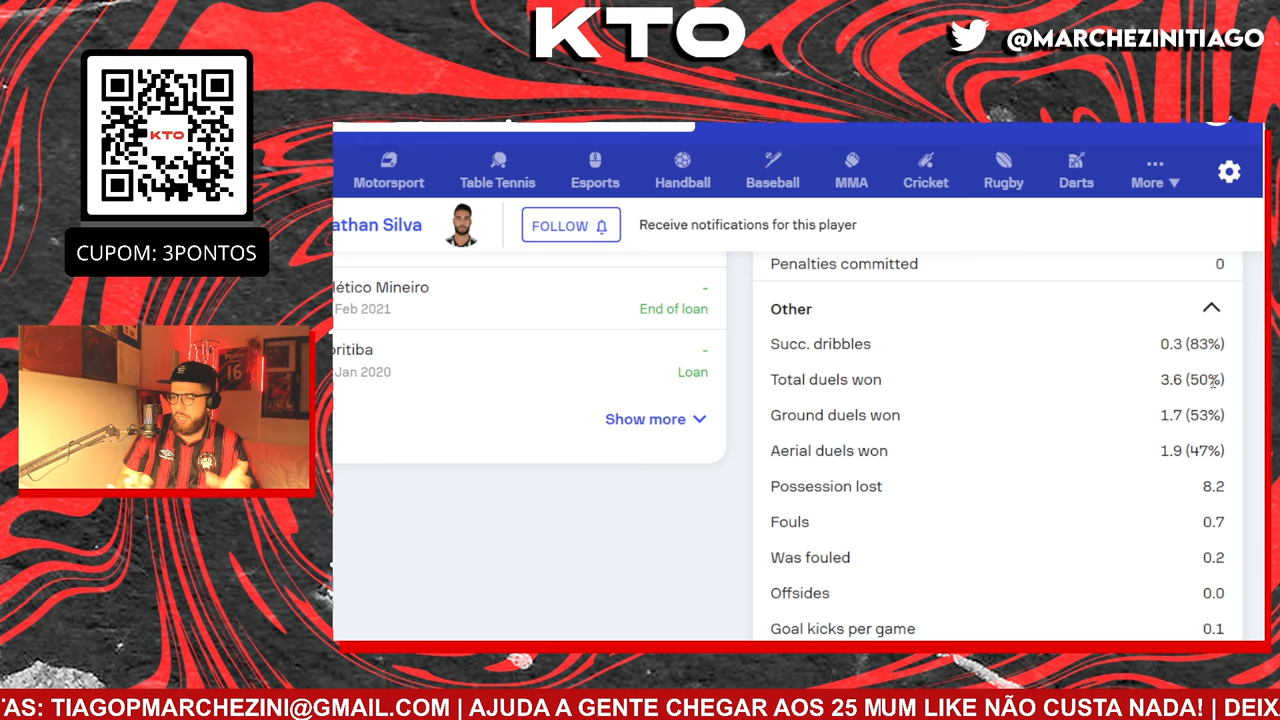 KTO
@MARCHEZINITIAGO
KTO
CUPOM: 3PONTOS
Motorsport
Table Tennis
Esports
Handball
Baseball
MMA
Cricket
Rugby
Darts
More ▼
athan Silva
FOLLOW
Receive notifications for this player
lético Mineiro
-
Feb 2021
End of loan
oritiba
-
Jan 2020
Loan
Show more
Penalties committed 0
Other
Succ. dribbles 0.3 (83%)
Total duels won 3.6 (50%)
Ground duels won 1.7 (53%)
Aerial duels won 1.9 (47%)
Possession lost 8.2
Fouls 0.7
Was fouled 0.2
Offsides 0.0
Goal kicks per game 0.1
16
TAS: TIAGOPMARCHEZINI@GMAIL.COM | AJUDA A GENTE CHEGAR AOS 25 MUM LIKE NÃO CUSTA NADA! | DEIX